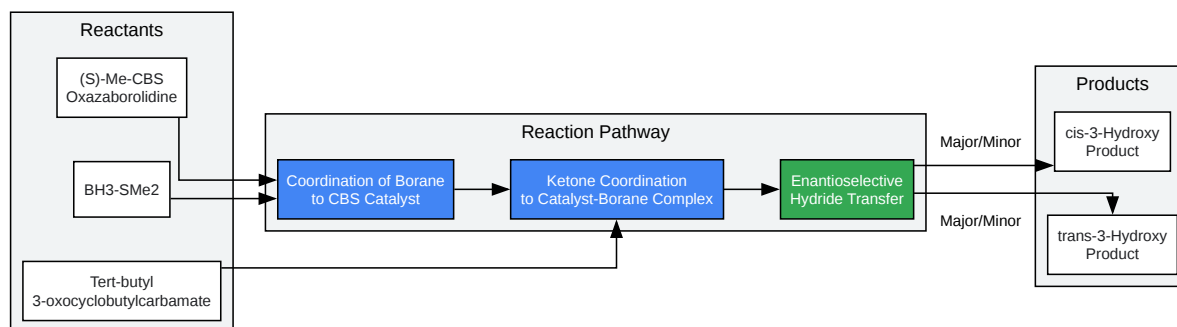 Reactants
(S)-Me-CBS
Oxazaborolidine
BH3-SMe2
Tert-butyl
3-oxocyclobutylcarbamate
Reaction Pathway
Coordination of Borane
to CBS Catalyst
Ketone Coordination
to Catalyst-Borane Complex
Enantioselective
Hydride Transfer
Major/Minor
Major/Minor
Products
cis-3-Hydroxy
Product
trans-3-Hydroxy
Product